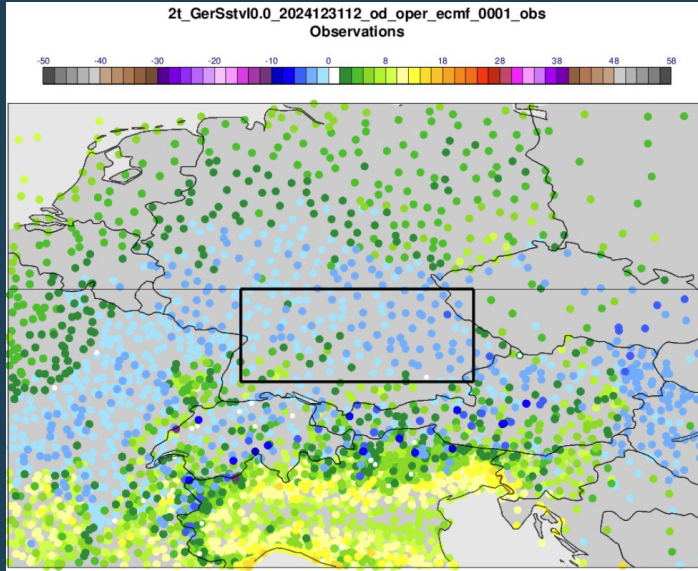 2t_GerSstvl0.0_2024123112_od_oper_ecmf_0001_obs
Observations
-50 -40 -30 -20 -10 0 8 18 28 38 48 58